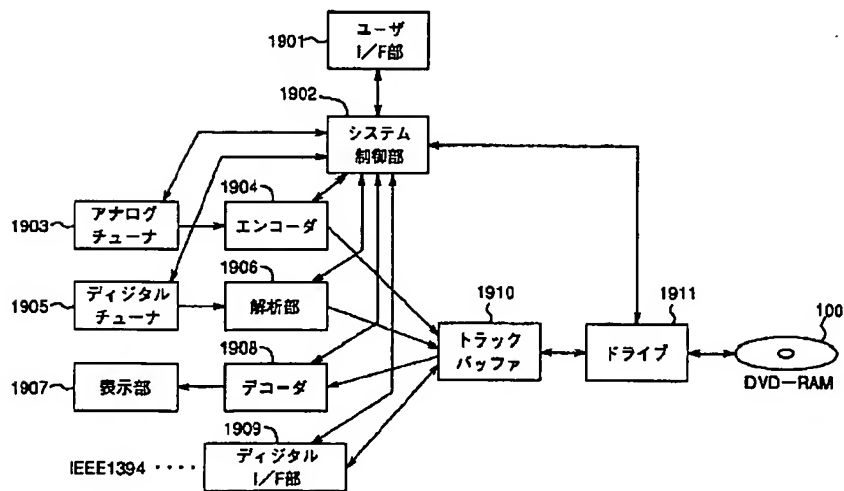 1901
ユーザ
I/F部
1902
システム
制御部
1903
アナログ
チューナ
1904
エンコーダ
1905
ディジタル
チューナ
1906
解析部
1907
表示部
1908
デコーダ
1909
ディジタル
I/F部
IEEE1394 ・・・・・
1910
トラック
バッファ
1911
ドライブ
100
DVD-RAM